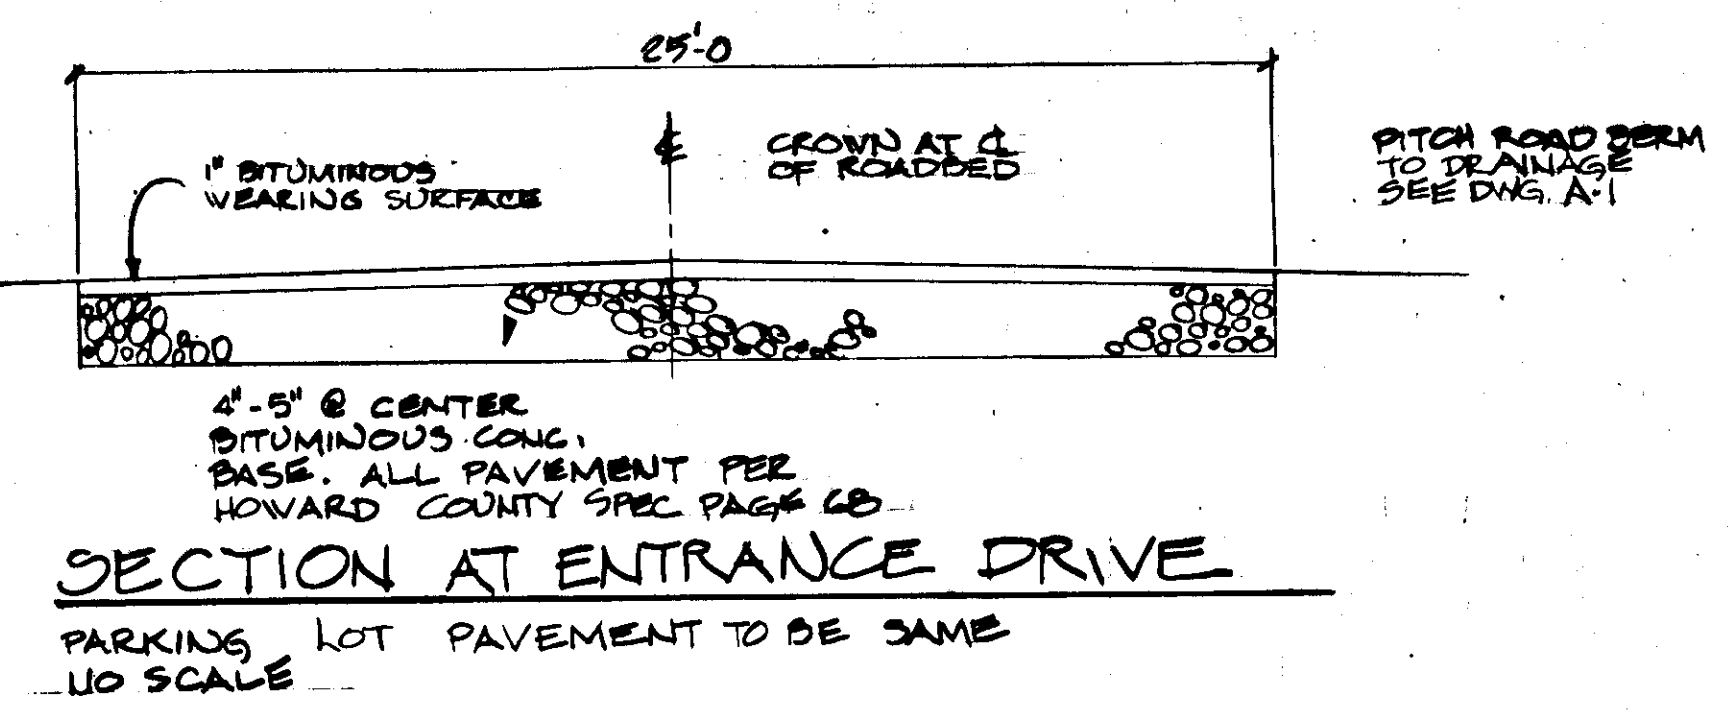 25'-0
1" BITUMINOUS
WEARING SURFACE
℄
CROWN AT ℄
OF ROADBED
PITCH ROAD BERM
TO DRAINAGE
SEE DWG. A-1
4"-5" @ CENTER
BITUMINOUS CONC.
BASE. ALL PAVEMENT PER
HOWARD COUNTY SPEC PAGE 68
SECTION AT ENTRANCE DRIVE
PARKING LOT PAVEMENT TO BE SAME
NO SCALE